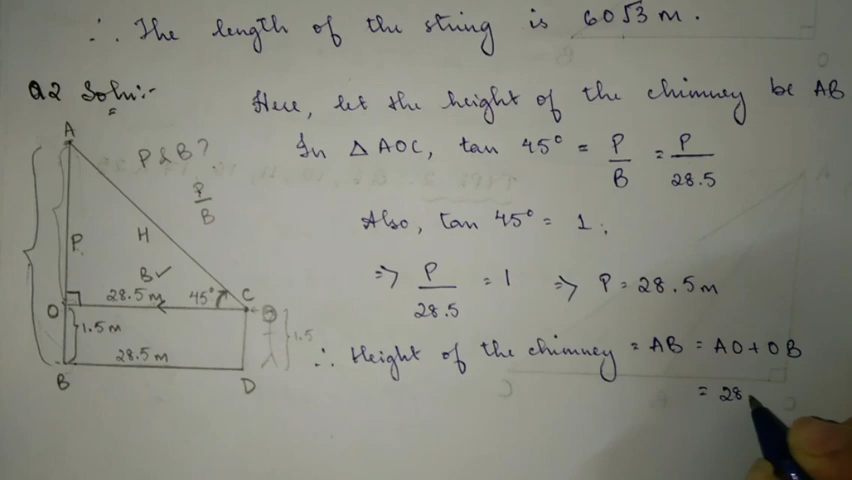 ∴ The length of the string is 60√3 m.
Q2 Soln:- Here, let the height of the chimney be AB
In △AOC, tan 45° = P/B = P/28.5
Also, tan 45° = 1.
=> P/28.5 = 1 => P = 28.5 m
∴ Height of the chimney = AB = AO + OB
= 28
A
P & B?
P/B
P
H
B✓
28.5 m
45°
C
O
1.5 m
1.5
28.5 m
B
D